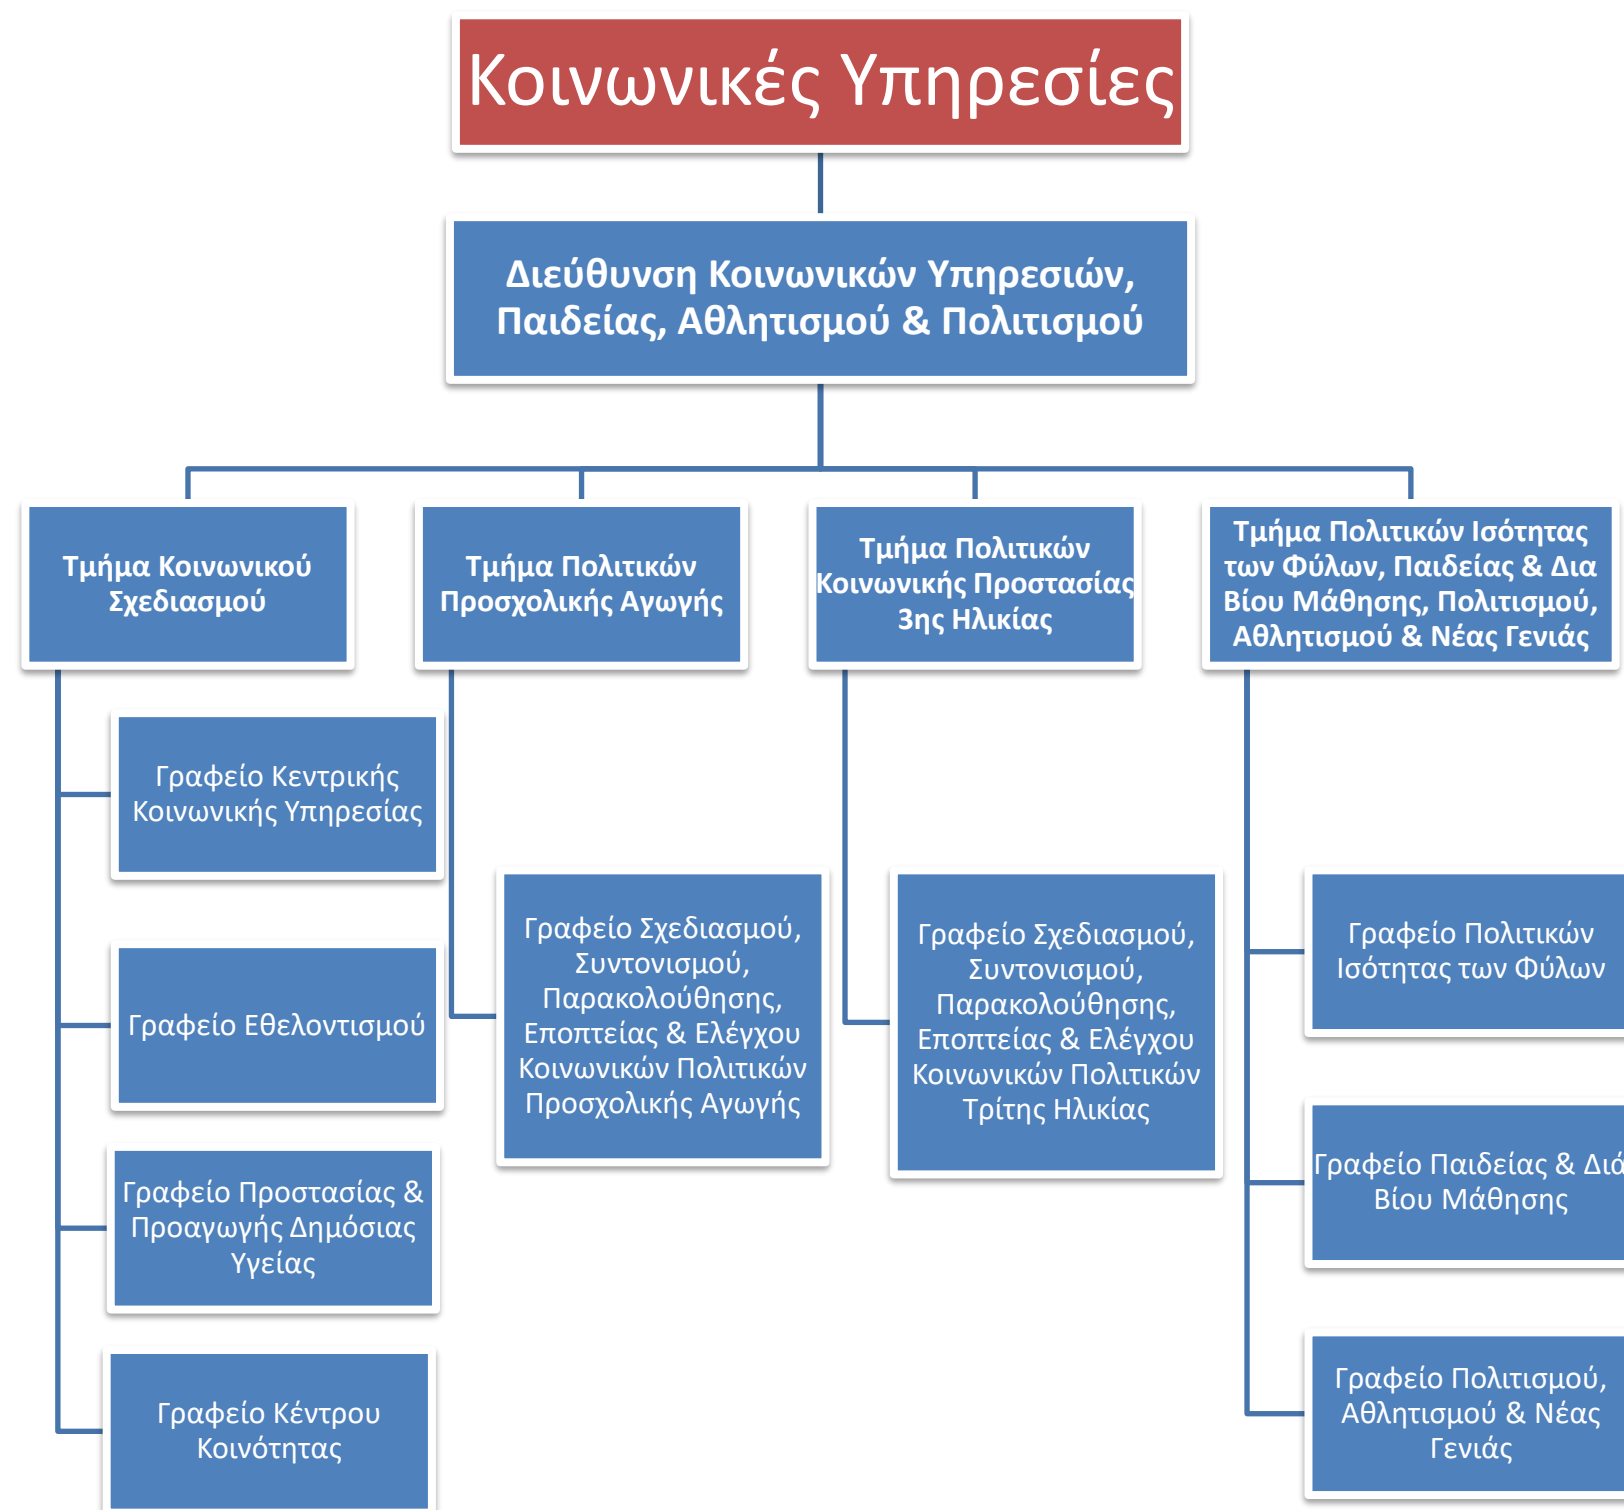 Κοινωνικές Υπηρεσίες
Διεύθυνση Κοινωνικών Υπηρεσιών,
Παιδείας, Αθλητισμού & Πολιτισμού
Τμήμα Κοινωνικού
Σχεδιασμού
Γραφείο Κεντρικής
Κοινωνικής Υπηρεσίας
Γραφείο Εθελοντισμού
Γραφείο Προστασίας &
Προαγωγής Δημόσιας
Υγείας
Γραφείο Κέντρου
Κοινότητας
Τμήμα Πολιτικών
Προσχολικής Αγωγής
Γραφείο Σχεδιασμού,
Συντονισμού,
Παρακολούθησης,
Εποπτείας & Ελέγχου
Κοινωνικών Πολιτικών
Προσχολικής Αγωγής
Τμήμα Πολιτικών
Κοινωνικής Προστασίας
3ης Ηλικίας
Γραφείο Σχεδιασμού,
Συντονισμού,
Παρακολούθησης,
Εποπτείας & Ελέγχου
Κοινωνικών Πολιτικών
Τρίτης Ηλικίας
Τμήμα Πολιτικών Ισότητας
των Φύλων, Παιδείας & Δια
Βίου Μάθησης, Πολιτισμού,
Αθλητισμού & Νέας Γενιάς
Γραφείο Πολιτικών
Ισότητας των Φύλων
Γραφείο Παιδείας & Διά
Βίου Μάθησης
Γραφείο Πολιτισμού,
Αθλητισμού & Νέας
Γενιάς